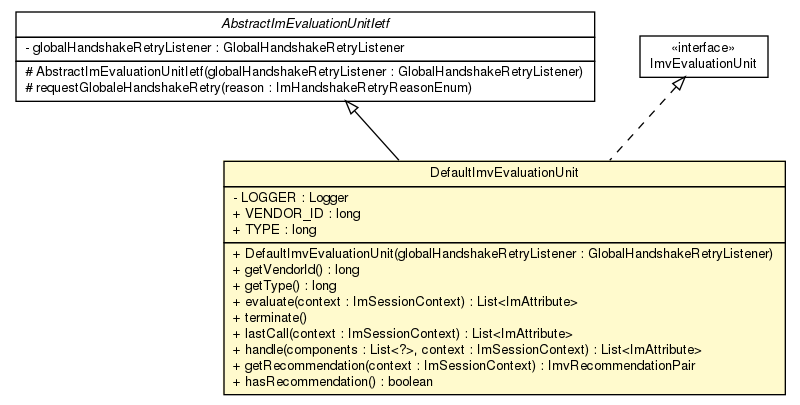 AbstractImEvaluationUnitIetf
- globalHandshakeRetryListener : GlobalHandshakeRetryListener
# AbstractImEvaluationUnitIetf(globalHandshakeRetryListener : GlobalHandshakeRetryListener)
# requestGlobaleHandshakeRetry(reason : ImHandshakeRetryReasonEnum)
«interface»
ImvEvaluationUnit
DefaultImvEvaluationUnit
- LOGGER : Logger
+ VENDOR_ID : long
+ TYPE : long
+ DefaultImvEvaluationUnit(globalHandshakeRetryListener : GlobalHandshakeRetryListener)
+ getVendorId() : long
+ getType() : long
+ evaluate(context : ImSessionContext) : List<ImAttribute>
+ terminate()
+ lastCall(context : ImSessionContext) : List<ImAttribute>
+ handle(components : List<?>, context : ImSessionContext) : List<ImAttribute>
+ getRecommendation(context : ImSessionContext) : ImvRecommendationPair
+ hasRecommendation() : boolean